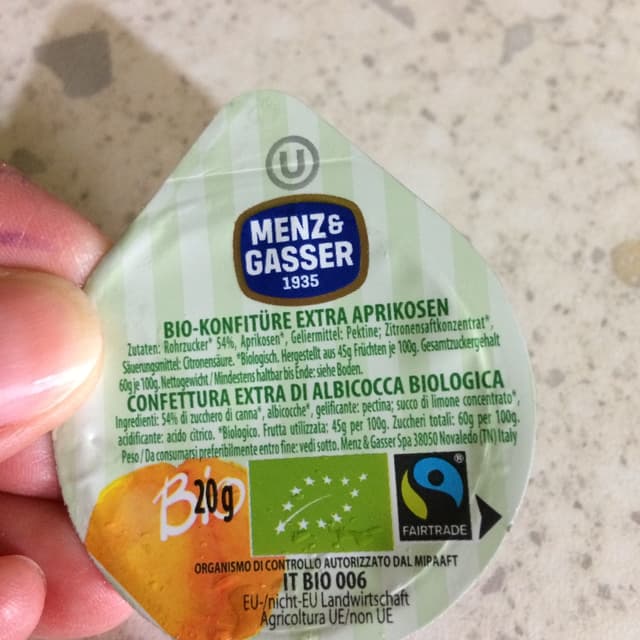 U
MENZ&
GASSER
1935
BIO-KONFITÜRE EXTRA APRIKOSEN
Zutaten: Rohrzucker* 54%, Aprikosen*, Geliermittel: Pektine; Zitronensaftkonzentrat*,
Säuerungsmittel: Citronensäure. *Biologisch. Hergestellt aus 45g Früchten je 100g. Gesamtzuckergehalt
60g je 100g. Nettogewicht / Mindestens haltbar bis Ende: siehe Boden.
CONFETTURA EXTRA DI ALBICOCCA BIOLOGICA
Ingredienti: 54% di zucchero di canna*, albicocche*, gelificante: pectina; succo di limone concentrato*,
acidificante: acido citrico. *Biologico. Frutta utilizzata: 45g per 100g. Zuccheri totali: 60g per 100g.
Peso / Da consumarsi preferibilmente entro fine: vedi sotto. Menz & Gasser Spa 38050 Novaledo (TN) Italy
Bio 20g
FAIRTRADE
®
ORGANISMO DI CONTROLLO AUTORIZZATO DAL MIPAAFT
IT BIO 006
EU-/nicht-EU Landwirtschaft
Agricoltura UE/non UE